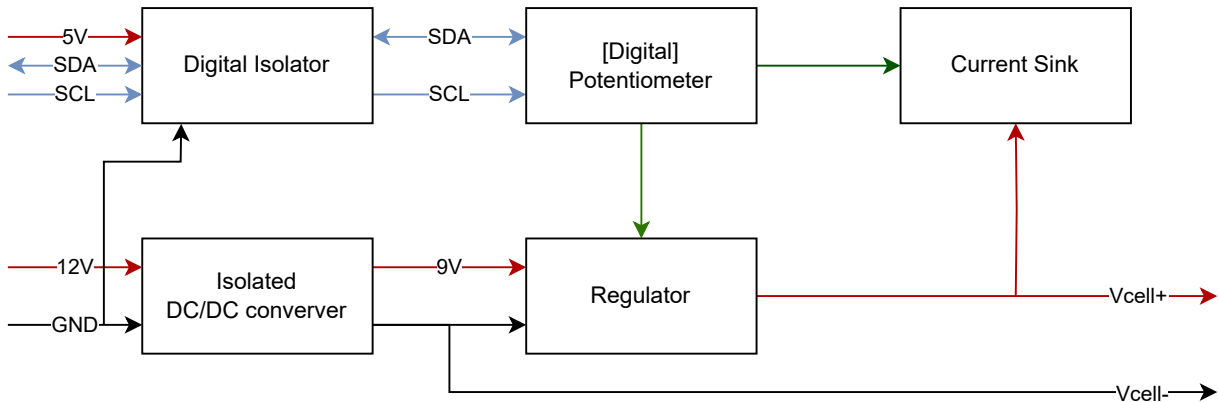 5V
SDA
SCL
Digital Isolator
SDA
SCL
[Digital]
Potentiometer
Current Sink
12V
GND
Isolated
DC/DC converver
9V
Regulator
Vcell+
Vcell-